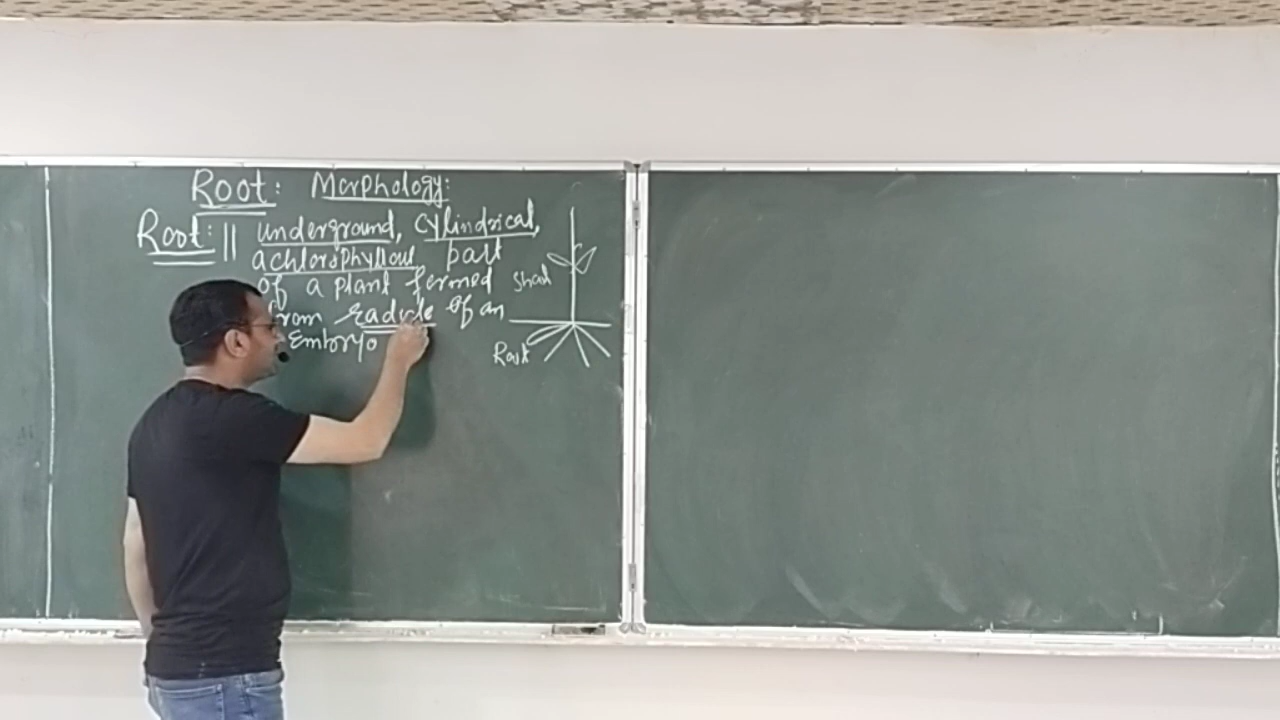 Root: Morphology:
Root: || underground, cylindrical,
achlorophyllous part
of a plant formed
from radicle of an
Embryo
Shoot
Root